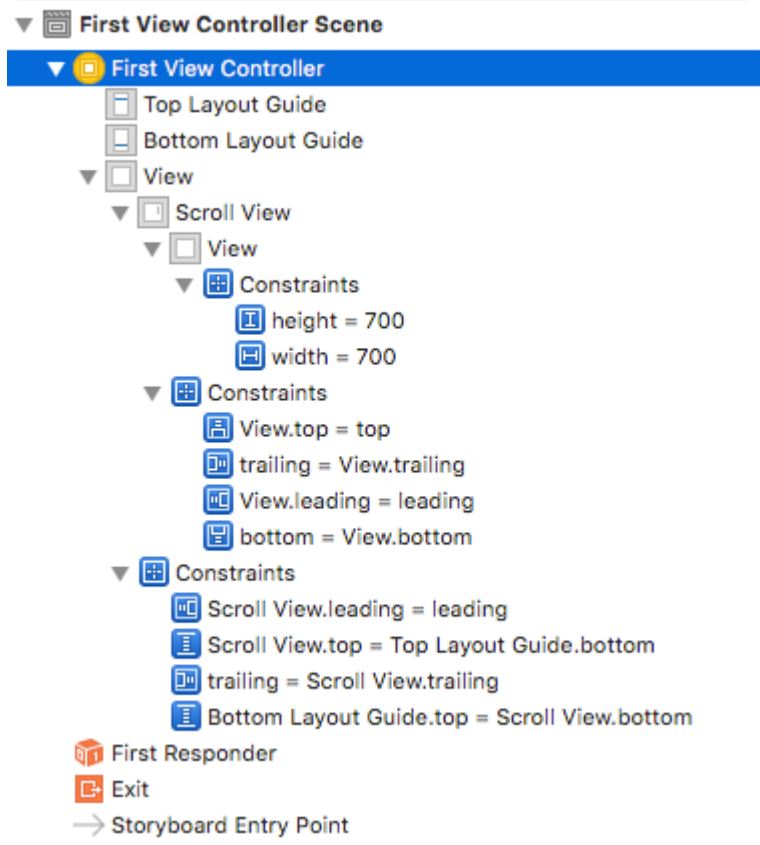 First View Controller Scene
First View Controller
Top Layout Guide
Bottom Layout Guide
View
Scroll View
View
Constraints
height = 700
width = 700
Constraints
View.top = top
trailing = View.trailing
View.leading = leading
bottom = View.bottom
Constraints
Scroll View.leading = leading
Scroll View.top = Top Layout Guide.bottom
trailing = Scroll View.trailing
Bottom Layout Guide.top = Scroll View.bottom
First Responder
Exit
Storyboard Entry Point